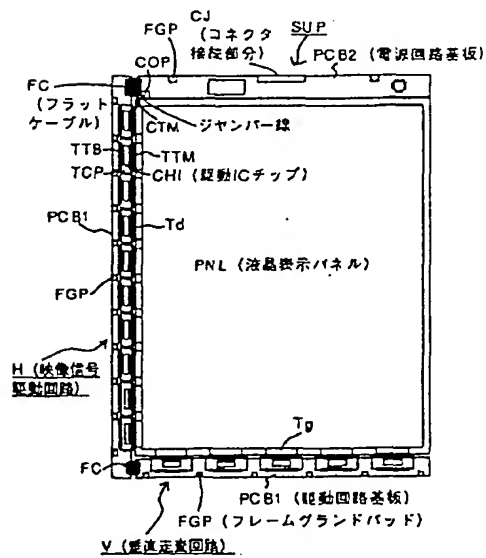 CJ
(コネクタ
接続部分)
FGP
SUP
PCB2 (電源回路基板)
COP
FC
(フラット
ケーブル)
CTM
ジャンパー線
TTB
TTM
TCP
CHI (駆動ICチップ)
PCB1
Td
PNL (液晶表示パネル)
FGP
H (映像信号
駆動回路)
Tg
FC
PCB1 (駆動回路基板)
FGP (フレームグランドパッド)
V (垂直走査回路)